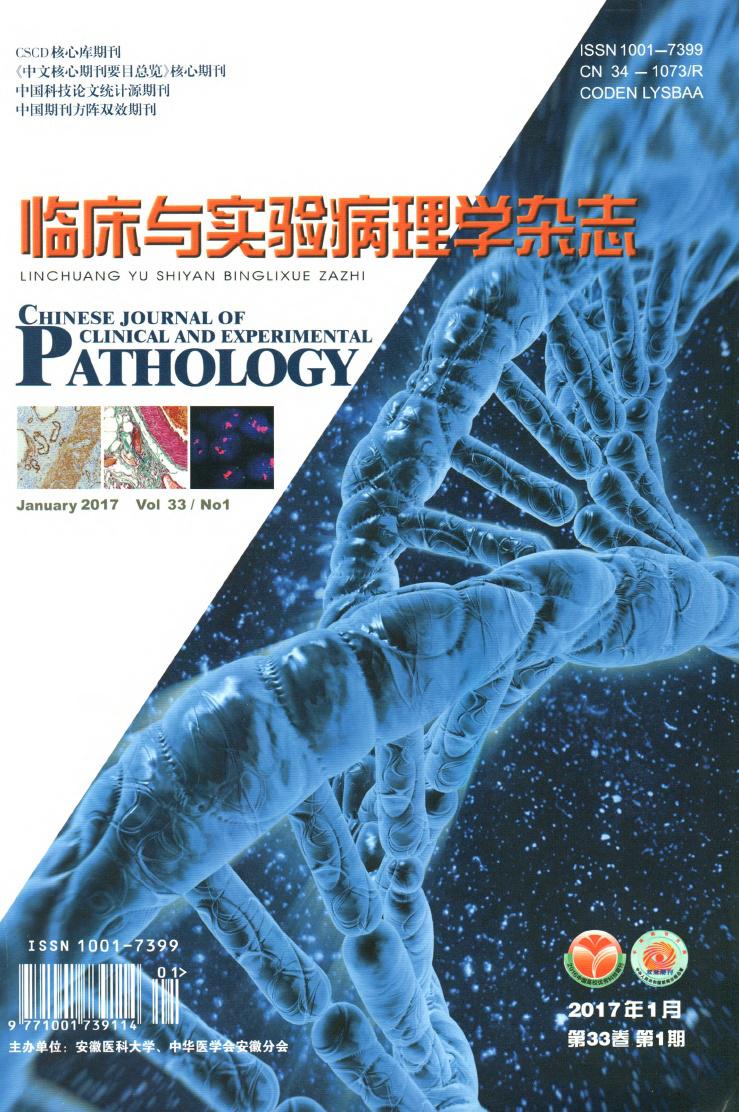 CSCD核心库期刊
《中文核心期刊要目总览》核心期刊
中国科技论文统计源期刊
中国期刊方阵双效期刊
ISSN 1001-7399
CN 34-1073/R
CODEN LYSBAA
临床与实验病理学杂志
LINCHUANG YU SHIYAN BINGLIXUE ZAZHI
CHINESE JOURNAL OF
CLINICAL AND EXPERIMENTAL
PATHOLOGY
January 2017 Vol 33 / No1
ISSN 1001-7399
01>
9 771001 739114
主办单位：安徽医科大学、中华医学会安徽分会
双效期刊
2017年1月
第33卷 第1期